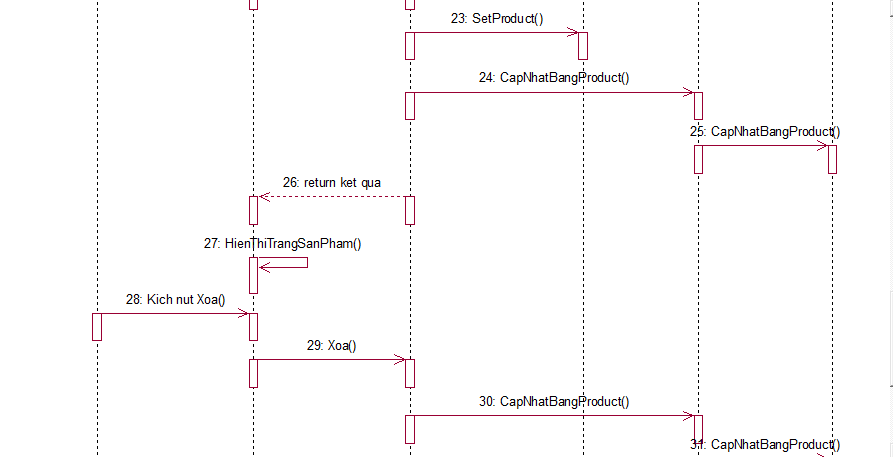 23: SetProduct()
24: CapNhatBangProduct()
25: CapNhatBangProduct()
26: return ket qua
27: HienThiTrangSanPham()
28: Kich nut Xoa()
29: Xoa()
30: CapNhatBangProduct()
31: CapNhatBangProduct()